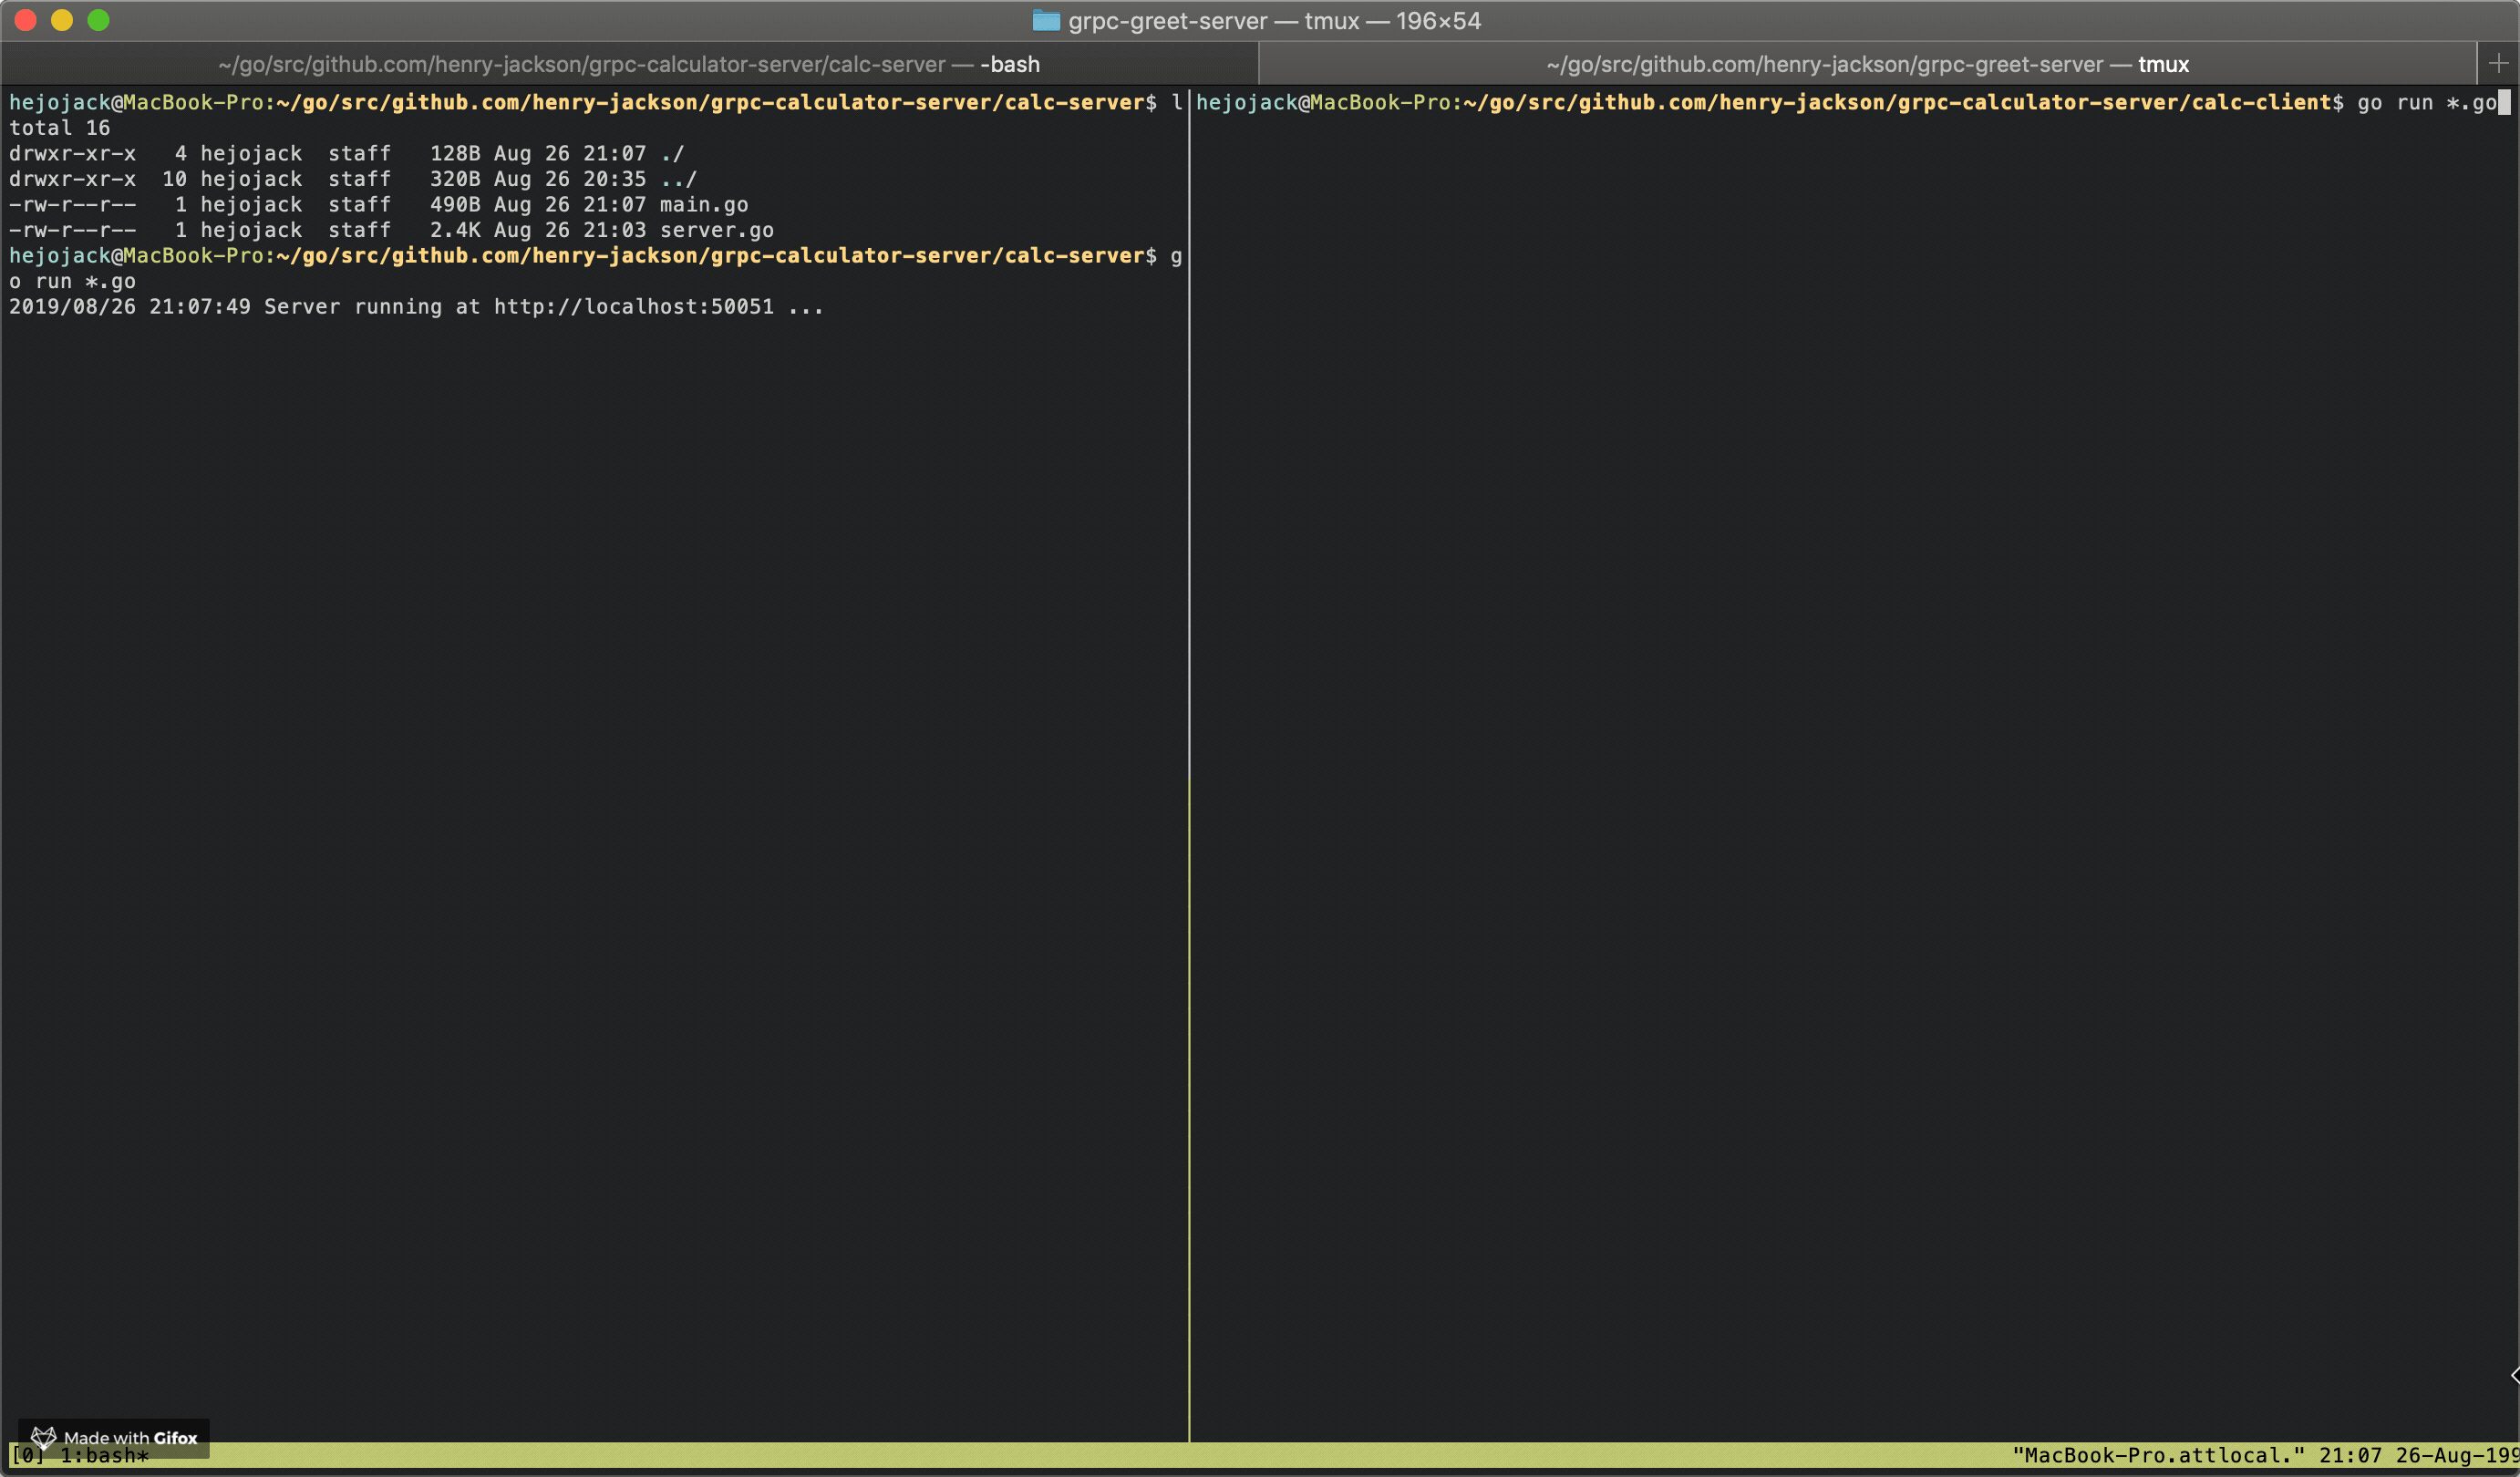 grpc-greet-server — tmux — 196×54
~/go/src/github.com/henry-jackson/grpc-calculator-server/calc-server — -bash
~/go/src/github.com/henry-jackson/grpc-greet-server — tmux
hejojack@MacBook-Pro:~/go/src/github.com/henry-jackson/grpc-calculator-server/calc-server$ l
total 16
drwxr-xr-x   4 hejojack  staff   128B Aug 26 21:07 ./
drwxr-xr-x  10 hejojack  staff   320B Aug 26 20:35 ../
-rw-r--r--   1 hejojack  staff   490B Aug 26 21:07 main.go
-rw-r--r--   1 hejojack  staff   2.4K Aug 26 21:03 server.go
hejojack@MacBook-Pro:~/go/src/github.com/henry-jackson/grpc-calculator-server/calc-server$ g
o run *.go
2019/08/26 21:07:49 Server running at http://localhost:50051 ...
hejojack@MacBook-Pro:~/go/src/github.com/henry-jackson/grpc-calculator-server/calc-client$ go run *.go
Made with Gifox
[0] 1:bash*
"MacBook-Pro.attlocal." 21:07 26-Aug-199